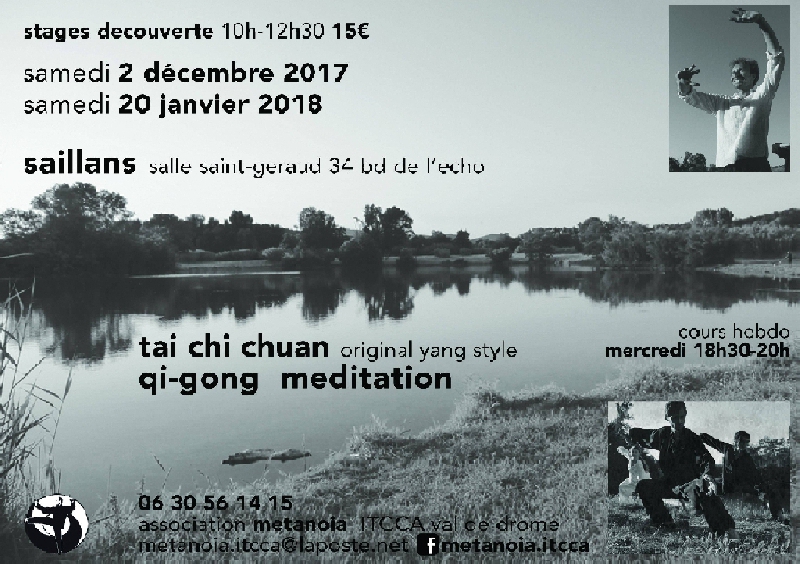 stages decouverte 10h-12h30 15€
samedi 2 décembre 2017
samedi 20 janvier 2018
saillans salle saint-geraud 34 bd de l'echo
tai chi chuan original yang style
qi-gong meditation
cours hebdo
mercredi 18h30-20h
06 30 56 14 15
association metanoia ITCCA val de drome
metanoia.itcca@laposte.net f metanoia.itcca